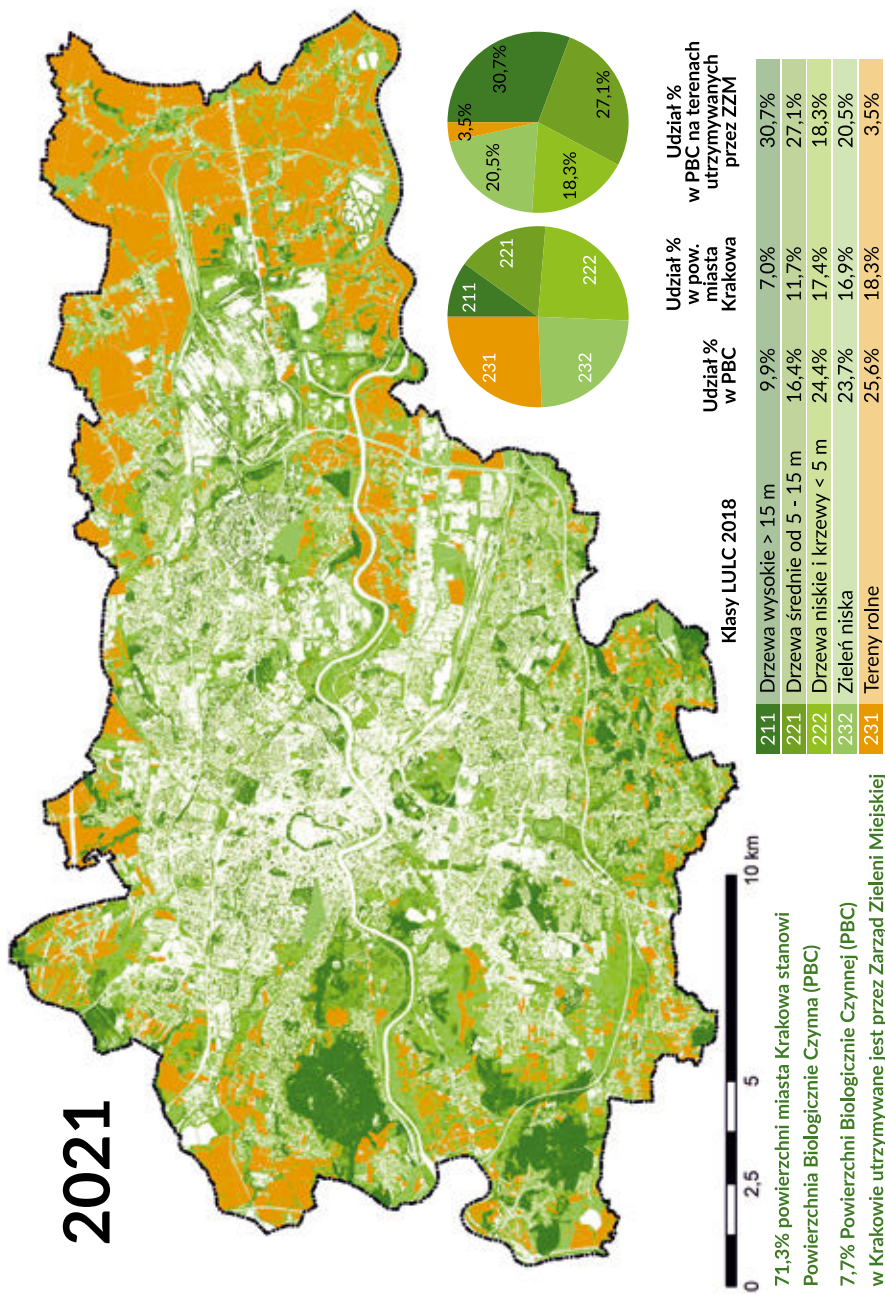 2021
0 2,5 5 10 km
71,3% powierzchni miasta Krakowa stanowi
Powierzchnia Biologicznie Czynna (PBC)
7,7% Powierzchni Biologicznie Czynnej (PBC)
w Krakowie utrzymywane jest przez Zarząd Zieleni Miejskiej
211
221
222
232
231
30,7%
27,1%
18,3%
20,5%
3,5%
Klasy LULC 2018
Udział %
w PBC
Udział %
w pow.
miasta
Krakowa
Udział %
w PBC na terenach
utrzymywanych
przez ZZM
211 Drzewa wysokie > 15 m 9,9% 7,0% 30,7%
221 Drzewa średnie od 5 - 15 m 16,4% 11,7% 27,1%
222 Drzewa niskie i krzewy < 5 m 24,4% 17,4% 18,3%
232 Zieleń niska 23,7% 16,9% 20,5%
231 Tereny rolne 25,6% 18,3% 3,5%